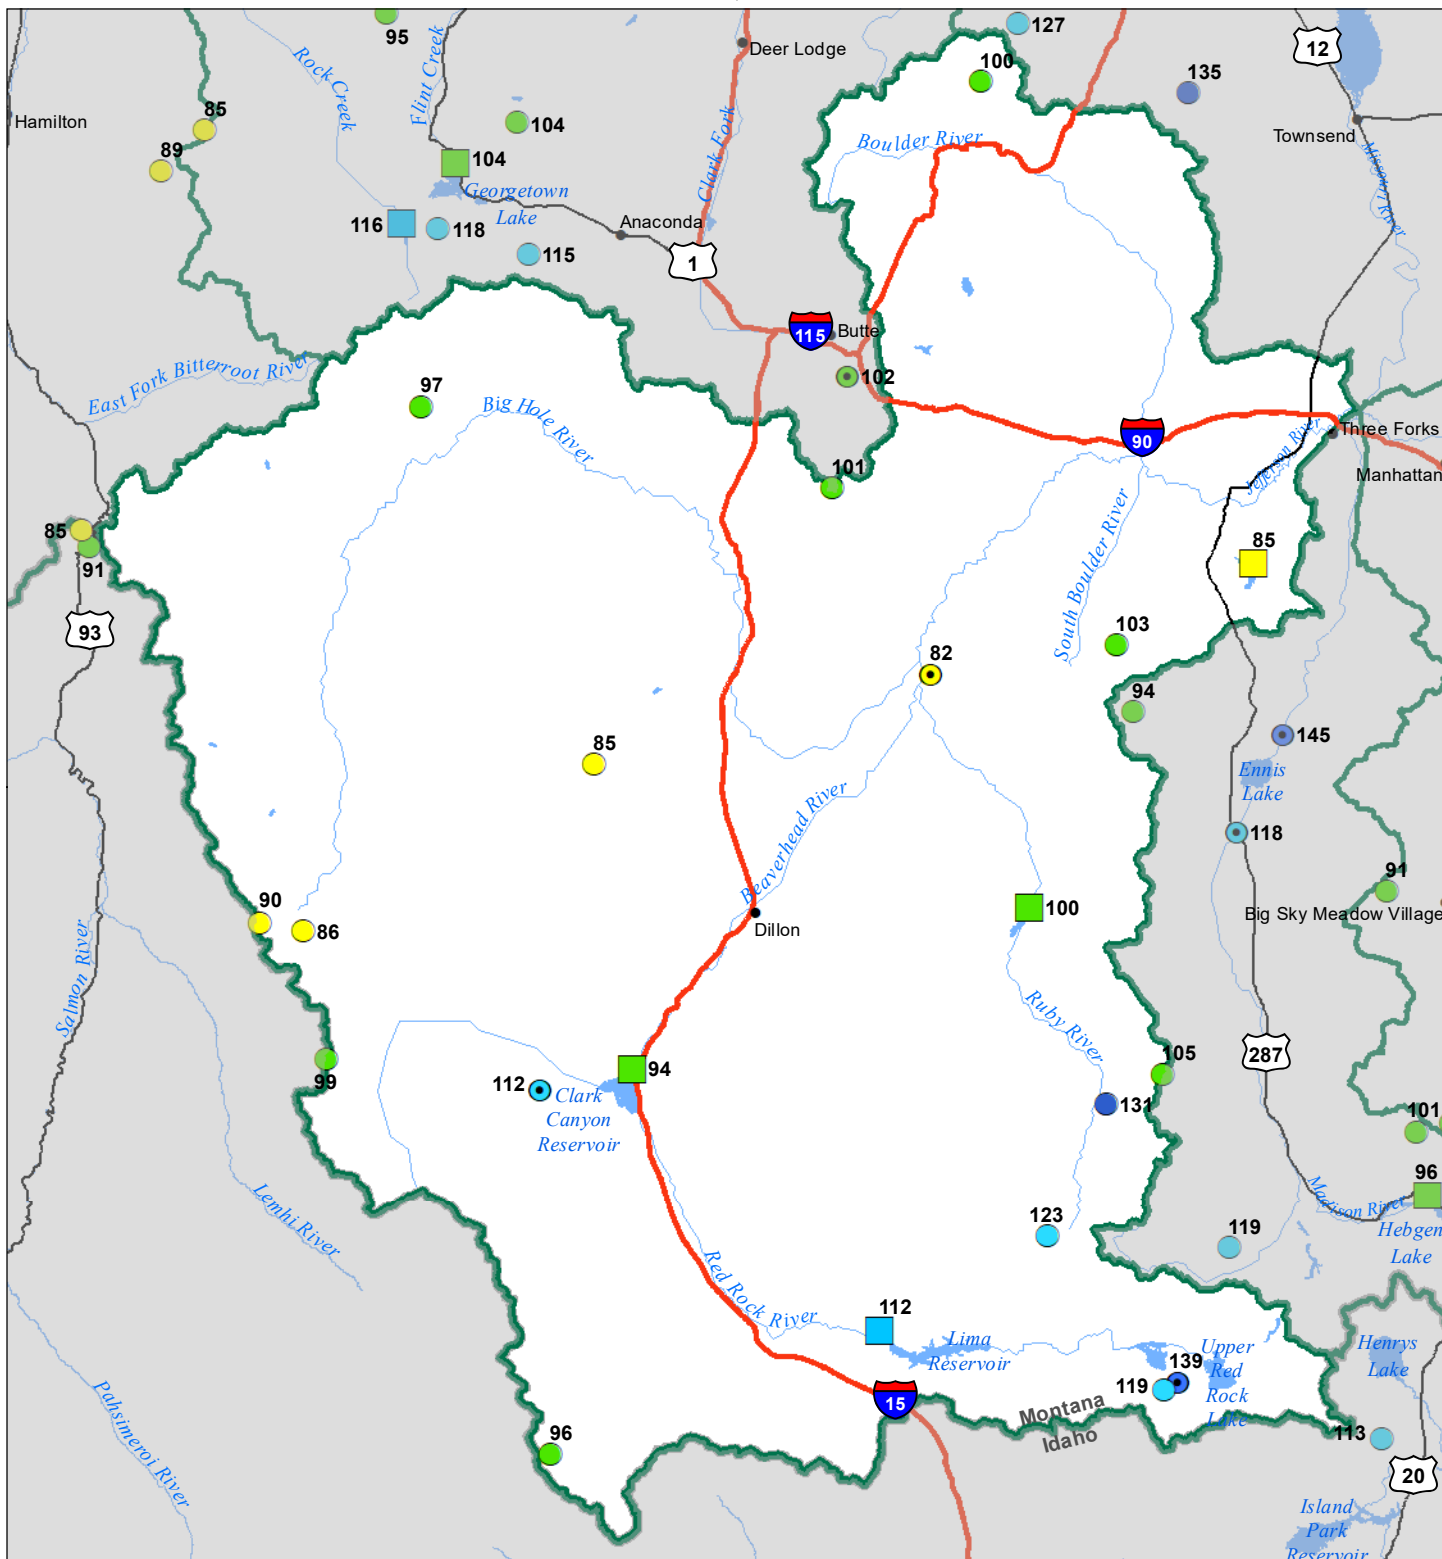 127
95
Deer Lodge
12
Rock Creek
Flint Creek
100
135
Hamilton
85
104
Clark Fork
Boulder River
Townsend
89
104
Georgetown
Lake
Missouri River
116
118
Anaconda
115
1
115
Butte
East Fork Bitterroot River
102
97
Big Hole River
90
Three Forks
Jefferson River
101
Manhattan
85
91
South Boulder River
85
93
103
82
94
145
85
Ennis
Lake
Beaverhead River
118
91
90
86
100
Big Sky Meadow Village
Dillon
Salmon River
Ruby River
287
99
94
105
112
Clark
Canyon
Reservoir
131
101
Lemhi River
96
Madison River
123
119
Hebgen
Lake
Red Rock River
112
Lima
Reservoir
Upper
Red
Rock
Lake
139
119
Henrys
Lake
15
Montana
Idaho
Pahsimeroi River
96
113
20
Island
Park
Reservoir